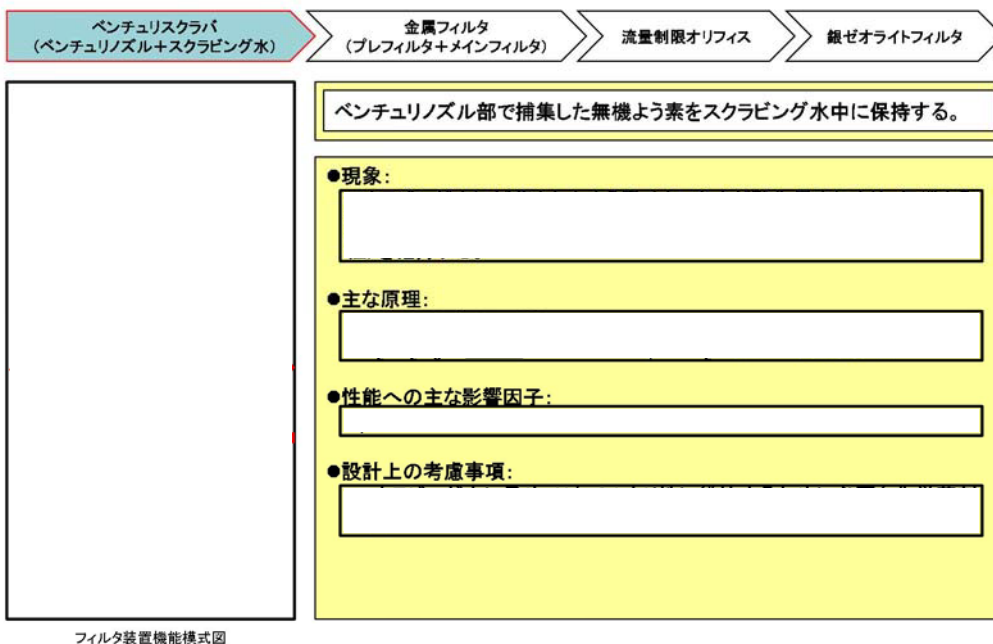 ベンチュリスクラバ
（ベンチュリノズル＋スクラビング水）
金属フィルタ
（プレフィルタ＋メインフィルタ）
流量制限オリフィス
銀ゼオライトフィルタ
ベンチュリノズル部で捕集した無機よう素をスクラビング水中に保持する。
●現象：
●主な原理：
●性能への主な影響因子：
●設計上の考慮事項：
フィルタ装置機能模式図